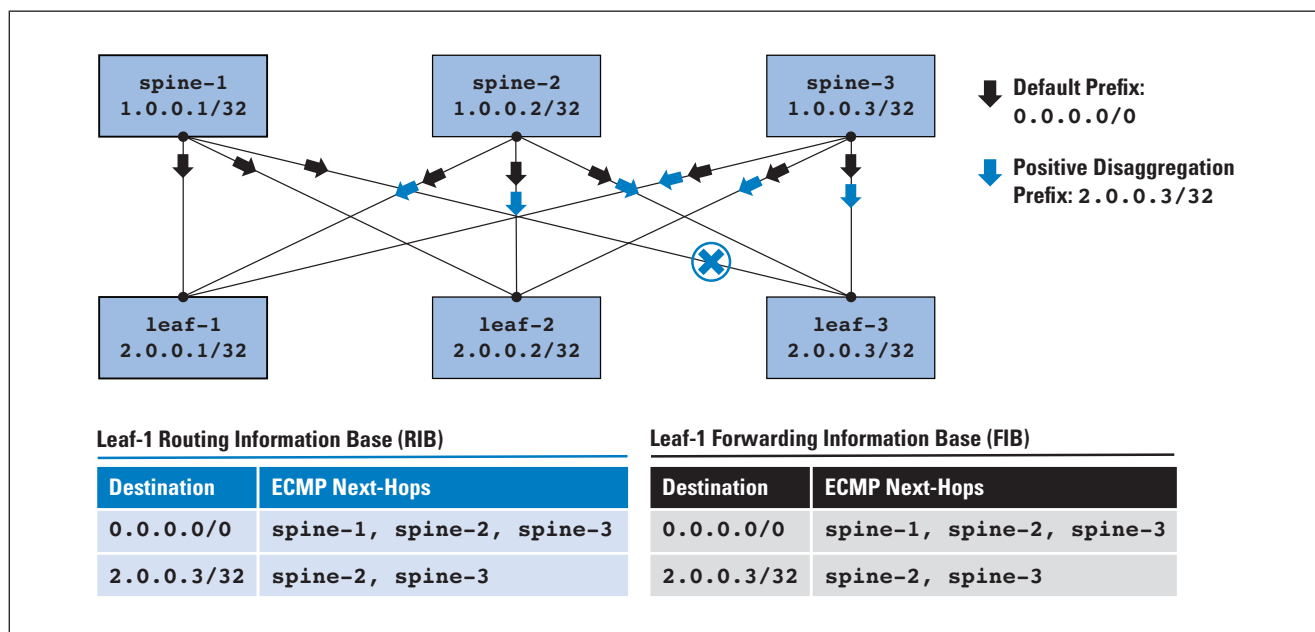 spine-1
1.0.0.1/32
spine-2
1.0.0.2/32
spine-3
1.0.0.3/32
Default Prefix:
0.0.0.0/0
Positive Disaggregation
Prefix: 2.0.0.3/32
leaf-1
2.0.0.1/32
leaf-2
2.0.0.2/32
leaf-3
2.0.0.3/32
Leaf-1 Routing Information Base (RIB)
Destination ECMP Next-Hops
0.0.0.0/0 spine-1, spine-2, spine-3
2.0.0.3/32 spine-2, spine-3
Leaf-1 Forwarding Information Base (FIB)
Destination ECMP Next-Hops
0.0.0.0/0 spine-1, spine-2, spine-3
2.0.0.3/32 spine-2, spine-3